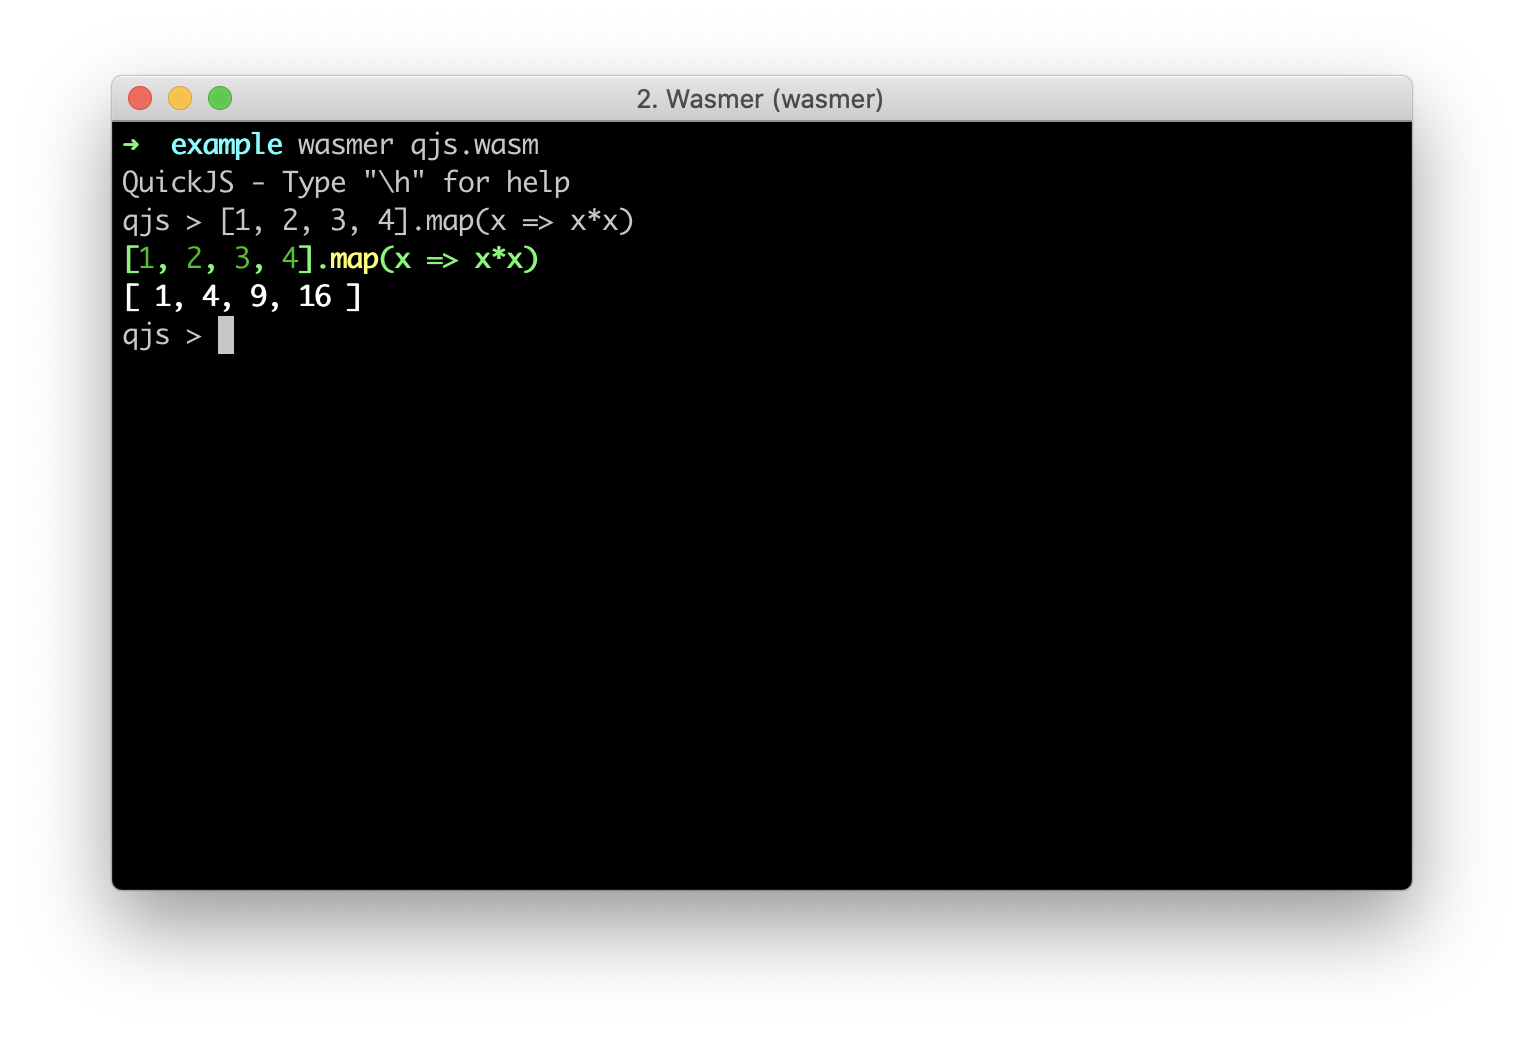 2. Wasmer (wasmer)
➜  example wasmer qjs.wasm
QuickJS - Type "\h" for help
qjs > [1, 2, 3, 4].map(x => x*x)
[1, 2, 3, 4].map(x => x*x)
[ 1, 4, 9, 16 ]
qjs >